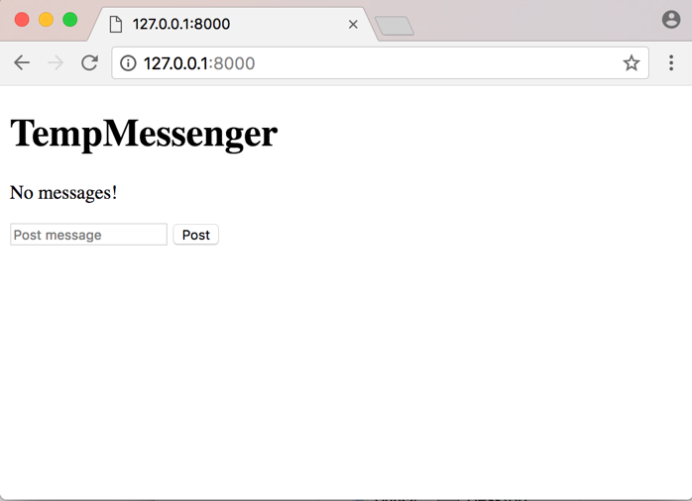 127.0.0.1:8000
127.0.0.1:8000
TempMessenger
No messages!
Post message Post